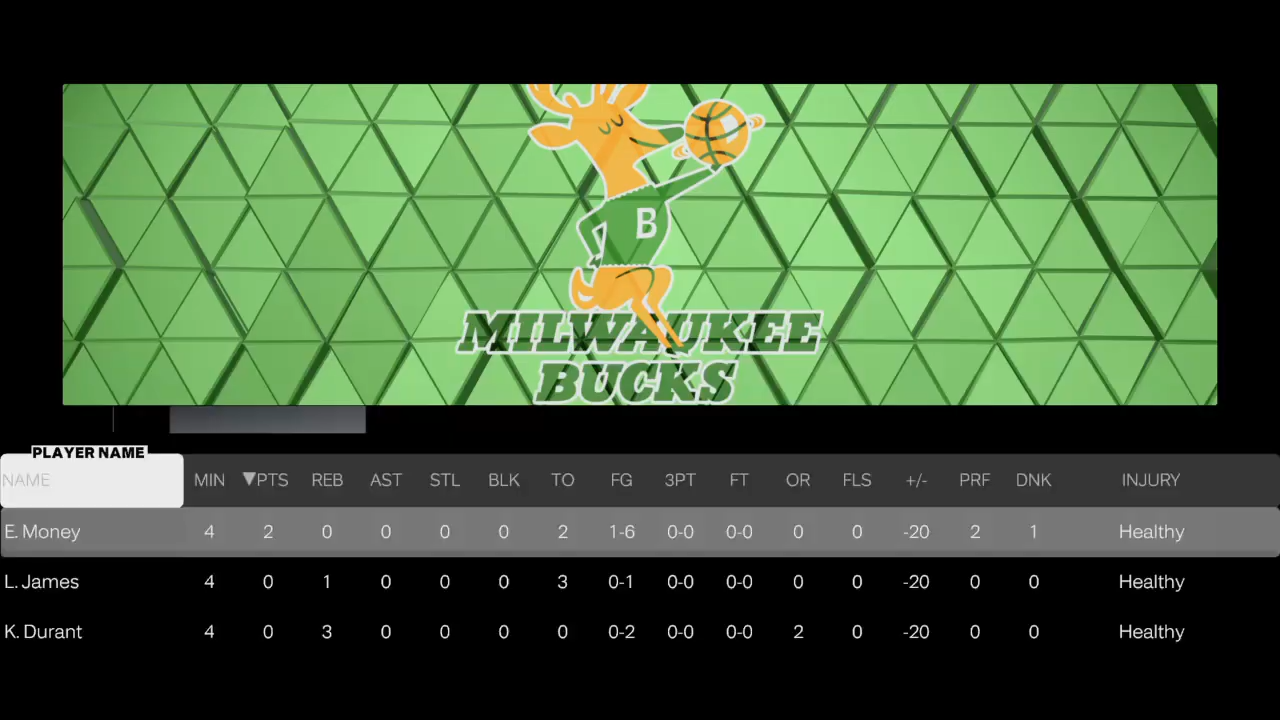 B
MILWAUKEE
BUCKS
PLAYER NAME
NAME MIN ▼PTS REB AST STL BLK TO FG 3PT FT OR FLS +/- PRF DNK INJURY
E. Money 4 2 0 0 0 0 2 1-6 0-0 0-0 0 0 -20 2 1 Healthy
L. James 4 0 1 0 0 0 3 0-1 0-0 0-0 0 0 -20 0 0 Healthy
K. Durant 4 0 3 0 0 0 0 0-2 0-0 0-0 2 0 -20 0 0 Healthy